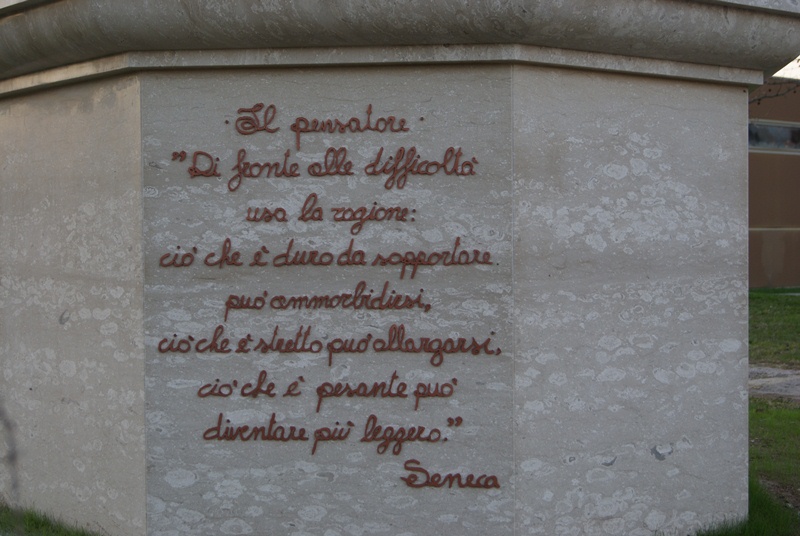 ·Il pensatore·
"Di fronte alle difficoltà
usa la ragione:
ciò che è duro da sopportare
può ammorbidirsi,
ciò che è stretto può allargarsi,
ciò che è pesante può
diventare più leggero."
Seneca